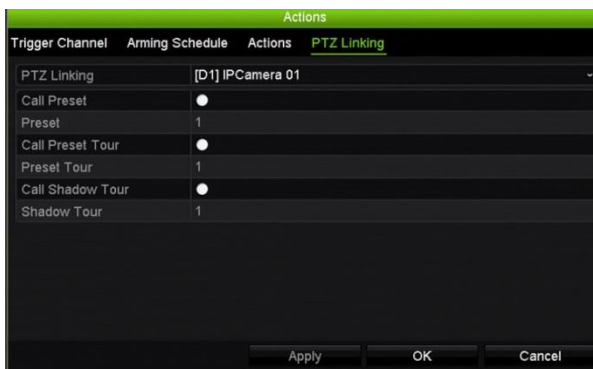 Actions
Trigger Channel Arming Schedule Actions PTZ Linking
PTZ Linking [D1] IPCamera 01
Call Preset
Preset 1
Call Preset Tour
Preset Tour 1
Call Shadow Tour
Shadow Tour 1
Apply OK Cancel